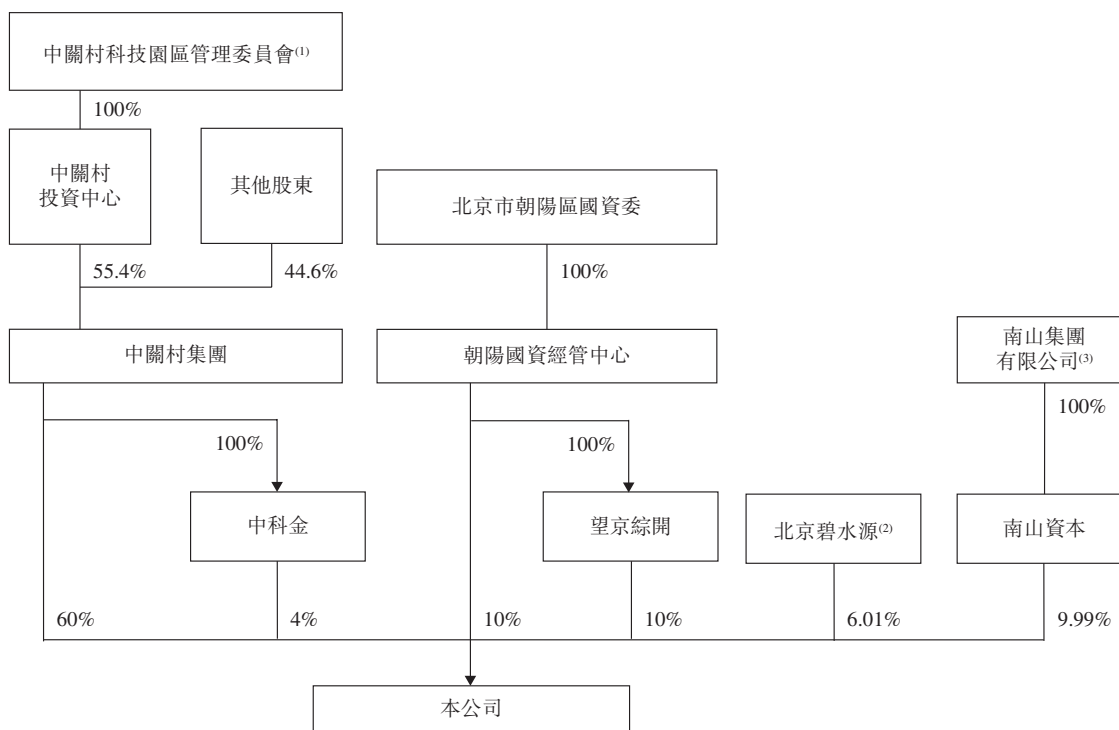 中關村科技園區管理委員會(1)
100%
中關村
投資中心
其他股東
北京市朝陽區國資委
55.4%
44.6%
100%
中關村集團
朝陽國資經管中心
南山集團
有限公司(3)
100%
100%
100%
中科金
望京綜開
北京碧水源(2)
南山資本
60%
4%
10%
10%
6.01%
9.99%
本公司